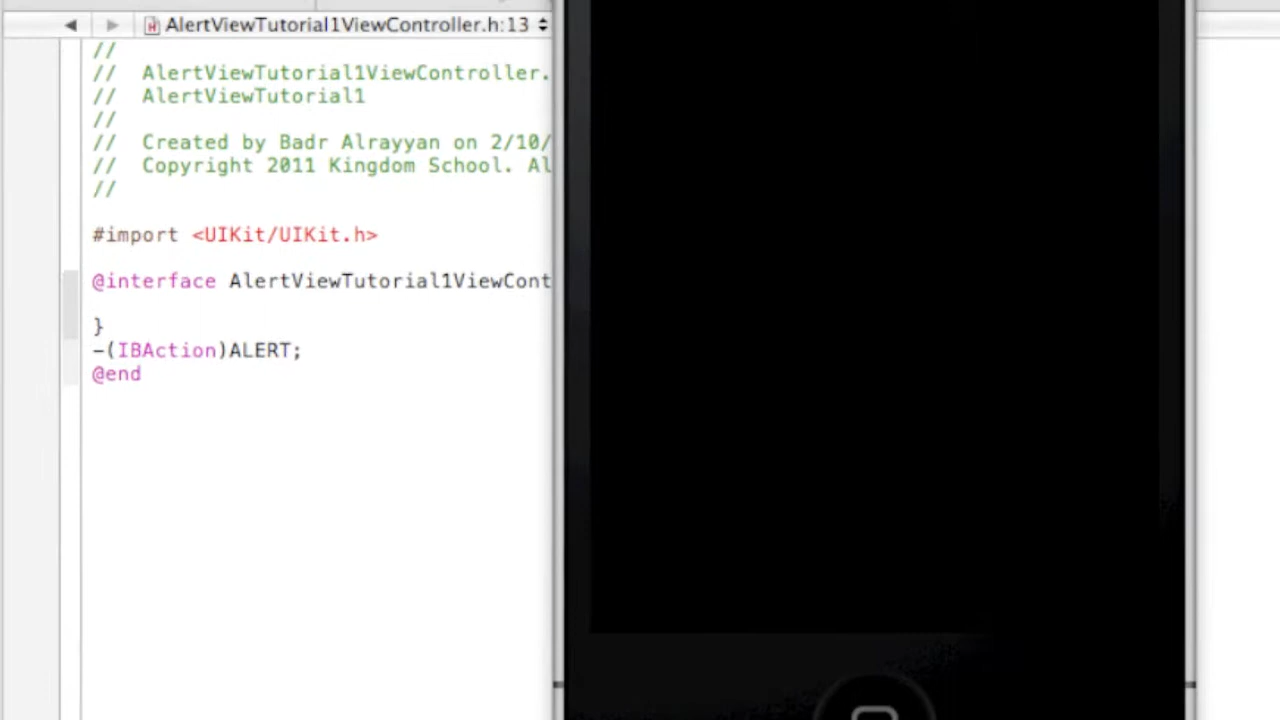 AlertViewTutorial1ViewController.h:13
//
// AlertViewTutorial1ViewController.
// AlertViewTutorial1
//
// Created by Badr Alrayyan on 2/10/
// Copyright 2011 Kingdom School. Al
//
#import <UIKit/UIKit.h>
@interface AlertViewTutorial1ViewCont
}
-(IBAction)ALERT;
@end